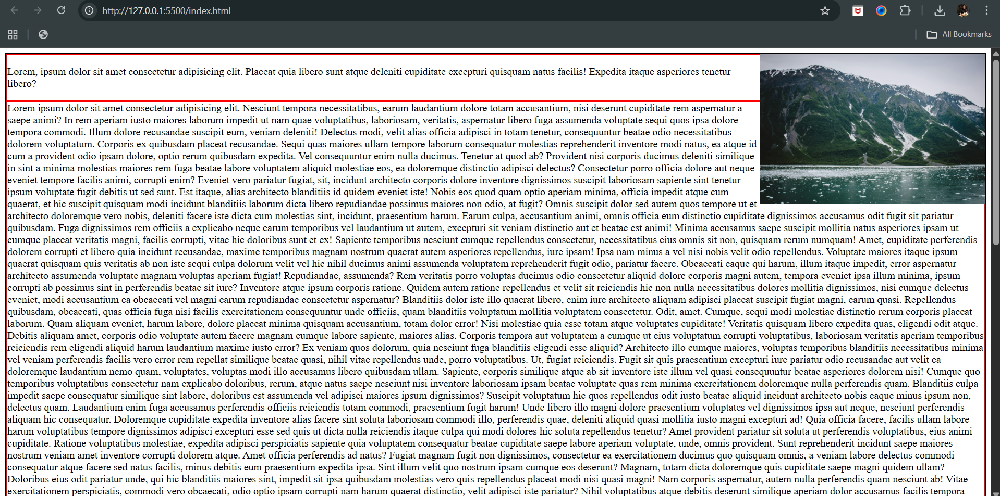 http://127.0.0.1:5500/index.html
All Bookmarks
Lorem, ipsum dolor sit amet consectetur adipisicing elit. Placeat quia libero sunt atque deleniti cupiditate excepturi quisquam natus facilis! Expedita itaque asperiores tenetur
libero?
Lorem ipsum dolor sit amet consectetur adipisicing elit. Nesciunt tempora necessitatibus, earum laudantium dolore totam accusantium, nisi deserunt cupiditate rem aspernatur a
saepe animi? In rem aperiam iusto maiores laborum impedit ut nam quae voluptatibus, laboriosam, veritatis, aspernatur libero fuga assumenda voluptate sequi quos ipsa dolore
tempora commodi. Illum dolore recusandae suscipit eum, veniam deleniti! Delectus modi, velit alias officia adipisci in totam tenetur, consequuntur beatae odio necessitatibus
dolorem voluptatum. Corporis ex quibusdam placeat recusandae. Sequi quas maiores ullam tempore laborum consequatur molestias reprehenderit inventore modi natus, ea atque id
cum a provident odio ipsam dolore, optio rerum quibusdam expedita. Vel consequuntur enim nulla ducimus. Tenetur at quod ab? Provident nisi corporis ducimus deleniti similique
in sint a minima molestias maiores rem fuga beatae labore voluptatem aliquid molestiae eos, ea doloremque distinctio adipisci delectus? Consectetur porro officia dolore aut neque
eveniet tempore facilis animi, corrupti enim? Eveniet vero pariatur fugiat, sit, incidunt architecto corporis dolore inventore dignissimos suscipit laboriosam sapiente sint tenetur
ipsum voluptate fugit debitis ut sed sunt. Est itaque, alias architecto blanditiis id quidem eveniet iste! Nobis eos quod quam optio aperiam minima, officia impedit atque cum
quaerat, et hic suscipit quisquam modi incidunt blanditiis laborum dicta libero repudiandae possimus maiores non odio, at fugit? Omnis suscipit dolor sed autem quos tempore ut et
architecto doloremque vero nobis, deleniti facere iste dicta cum molestias sint, incidunt, praesentium harum. Earum culpa, accusantium animi, omnis officia eum distinctio cupiditate dignissimos accusamus odit fugit sit pariatur
quibusdam. Fuga dignissimos rem officiis a explicabo neque earum temporibus vel laudantium ut autem, excepturi sit veniam distinctio aut et beatae est animi! Minima accusamus saepe suscipit mollitia natus asperiores ipsam ut
cumque placeat veritatis magni, facilis corrupti, vitae hic doloribus sunt et ex! Sapiente temporibus nesciunt cumque repellendus consectetur, necessitatibus eius omnis sit non, quisquam rerum numquam! Amet, cupiditate perferendis
dolorem corrupti et libero quia incidunt recusandae, maxime temporibus magnam nostrum quaerat autem asperiores repellendus, iure ipsam! Ipsa nam minus a vel nisi nobis velit odio repellendus. Voluptate maiores itaque ipsum
quaerat quisquam quis veritatis ab non iste sequi culpa dolorum velit vel hic nihil ducimus animi assumenda voluptatem reprehenderit fugit odio, pariatur facere. Obcaecati eaque qui harum, illum itaque impedit, error aspernatur
architecto assumenda voluptate magnam voluptas aperiam fugiat! Repudiandae, assumenda? Rem veritatis porro voluptas ducimus odio consectetur aliquid dolore corporis magni autem, tempora eveniet ipsa illum minima, ipsum
corrupti ab possimus sint in perferendis beatae sit iure? Inventore atque ipsum corporis ratione. Quidem autem ratione repellendus et velit sit reiciendis hic non nulla necessitatibus dolores mollitia dignissimos, nisi cumque delectus
eveniet, modi accusantium ea obcaecati vel magni earum repudiandae consectetur aspernatur? Blanditiis dolor iste illo quaerat libero, enim iure architecto aliquam adipisci placeat suscipit fugiat magni, earum quasi. Repellendus
quibusdam, obcaecati, quas officia fuga nisi facilis exercitationem consequuntur unde officiis, quam blanditiis voluptatum mollitia voluptatem consectetur. Odit, amet. Cumque, sequi modi molestiae distinctio rerum corporis placeat
laborum. Quam aliquam eveniet, harum labore, dolore placeat minima quisquam accusantium, totam dolor error! Nisi molestiae quia esse totam atque voluptates cupiditate! Veritatis quisquam libero expedita quas, eligendi odit atque.
Debitis aliquam amet, corporis odio voluptate autem facere magnam cumque labore sapiente, maiores alias. Corporis tempora aut voluptatem a cumque ut eius voluptatum corrupti voluptatibus, laboriosam veritatis aperiam temporibus
reiciendis rem eligendi aliquid harum laudantium maxime iusto error? Ex veniam quos dolorum, quia nesciunt fuga blanditiis eligendi esse aliquid? Architecto illo cumque maiores, voluptas temporibus blanditiis necessitatibus minima
vel veniam perferendis facilis vero error rem repellat similique beatae quasi, nihil vitae repellendus unde, porro voluptatibus. Ut, fugiat reiciendis. Fugit sit quis praesentium excepturi iure pariatur odio recusandae aut velit ea
doloremque laudantium nemo quam, voluptates, voluptas modi illo accusamus libero quibusdam ullam. Sapiente, corporis similique atque ab sit inventore iste illum vel quasi consequuntur beatae asperiores dolorem nisi! Cumque quo
temporibus voluptatibus consectetur nam explicabo doloribus, rerum, atque natus saepe nesciunt nisi inventore laboriosam ipsam beatae voluptate quas rem minima exercitationem doloremque nulla perferendis quam. Blanditiis culpa
impedit saepe consequatur similique sint labore, doloribus est assumenda vel adipisci maiores ipsum dignissimos? Suscipit voluptatum hic quos repellendus odit iusto beatae aliquid incidunt architecto nobis eaque minus ipsum non,
delectus quam. Laudantium enim fuga accusamus perferendis officiis reiciendis totam commodi, praesentium fugit harum! Unde libero illo magni dolore praesentium voluptates vel dignissimos ipsa aut neque, nesciunt perferendis
aliquam hic consequatur. Doloremque cupiditate expedita inventore alias facere sint soluta laboriosam commodi illo, perferendis quae, deleniti aliquid quasi mollitia iusto magni excepturi ad! Quia officia facere, facilis ullam labore
harum voluptatibus tempore dignissimos adipisci excepturi esse sed quis ut dicta nulla reiciendis itaque culpa qui modi dolores hic soluta repellendus tenetur? Amet provident pariatur sit soluta ut perferendis voluptatibus, eius animi
cupiditate. Ratione voluptatibus molestiae, expedita adipisci perspiciatis sapiente quia voluptatem consequatur beatae cupiditate saepe labore aperiam voluptate, unde, omnis provident. Sunt reprehenderit incidunt saepe maiores
nostrum veniam amet inventore corrupti dolorem atque. Amet officia perferendis ad natus? Fugiat magnam fugit non dignissimos, consectetur ea exercitationem ducimus quo quisquam omnis, a veniam labore delectus commodi
consequatur atque facere sed natus facilis, minus debitis eum praesentium expedita ipsa. Sint illum velit quo nostrum ipsam cumque eos deserunt? Magnam, totam dicta doloremque quis cupiditate saepe magni quidem ullam?
Doloribus eius odit pariatur unde, qui hic blanditiis maiores sint, impedit sit ipsa quibusdam molestias vero quis repellendus placeat modi nisi quasi magni! Nam corporis aspernatur, autem nulla perferendis quam nesciunt ab! Vitae
exercitationem perspiciatis, commodi vero obcaecati, odio optio ipsam corrupti nam harum quaerat distinctio, velit adipisci iste pariatur? Nihil voluptatibus atque debitis deserunt similique aperiam dolor accusamus facilis tempora